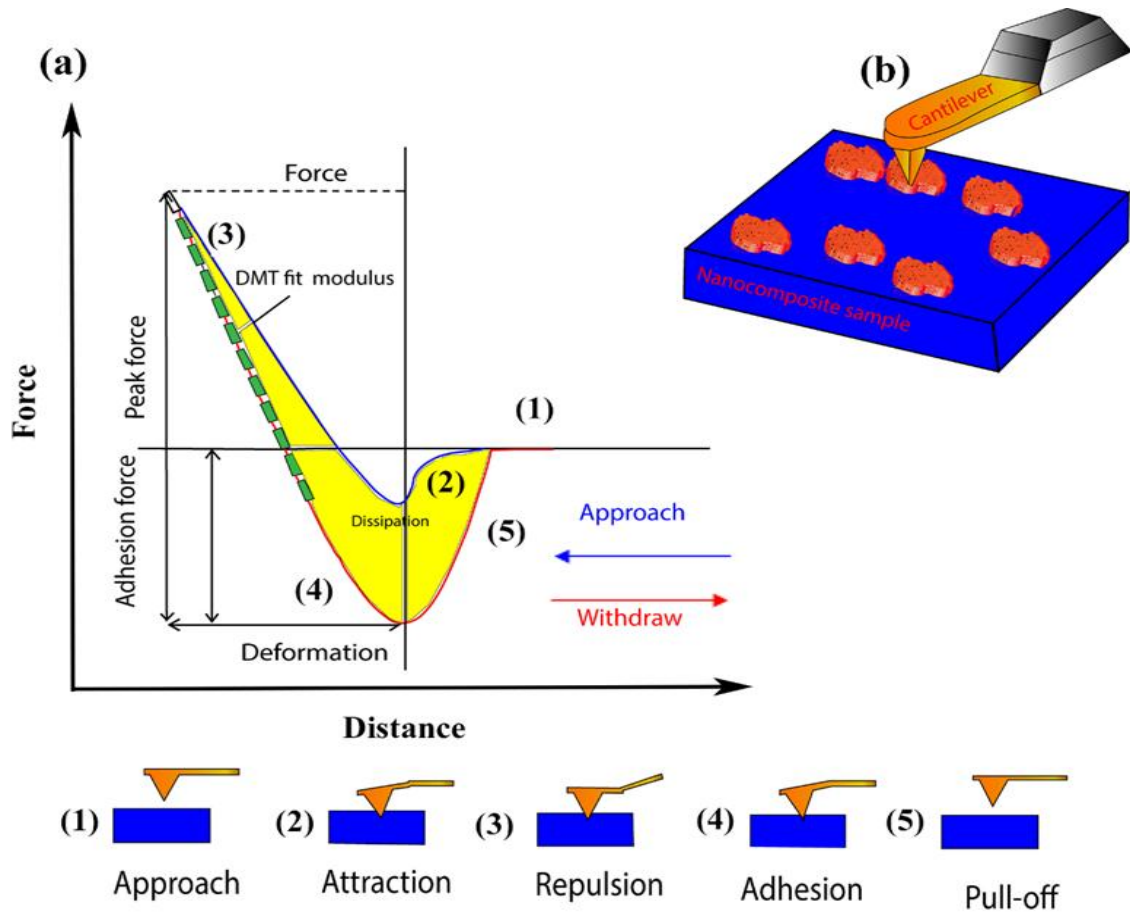 (a)
(b)
Cantilever
Nanocomposite sample
Force
(3)
DMT fit modulus
Peak force
Force
(1)
(2)
Adhesion force
Dissipation
(5)
Approach
(4)
Withdraw
Deformation
Distance
(1)
(2)
(3)
(4)
(5)
Approach
Attraction
Repulsion
Adhesion
Pull-off